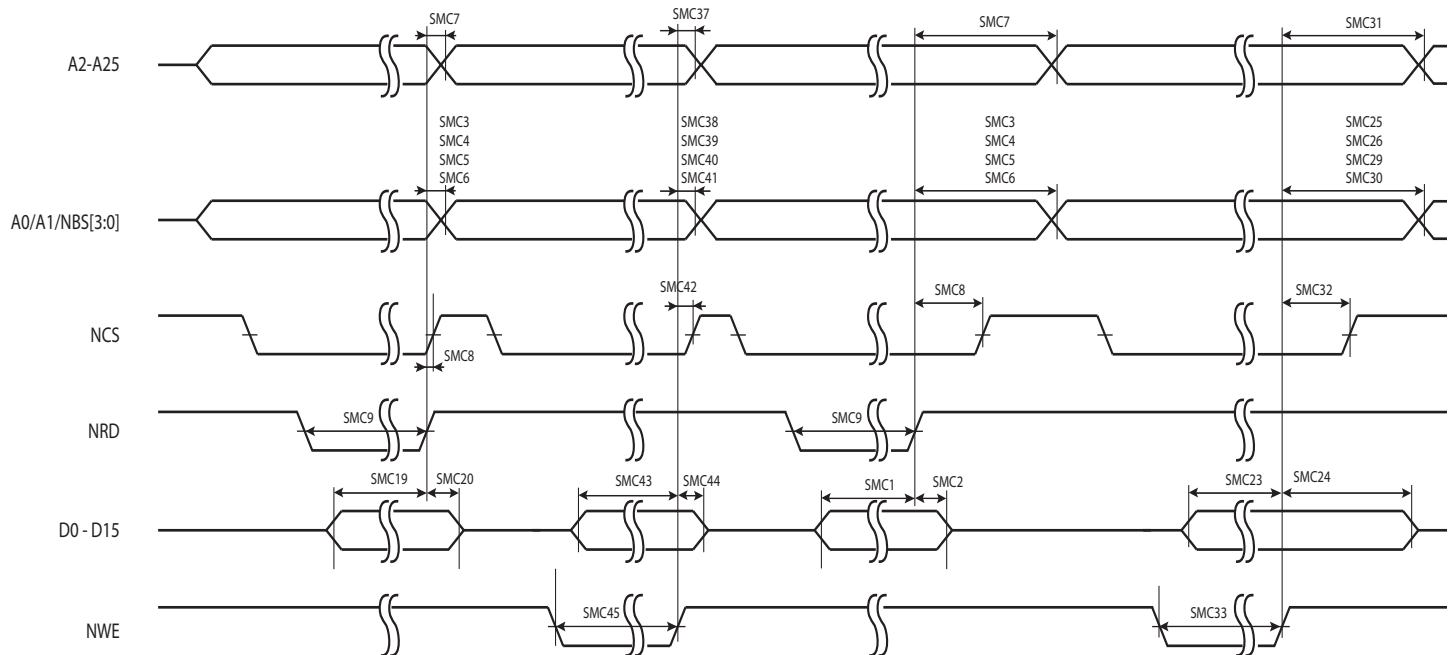 SMC7
SMC37
SMC7
SMC31
A2-A25
SMC3
SMC4
SMC5
SMC6
SMC38
SMC39
SMC40
SMC41
SMC3
SMC4
SMC5
SMC6
SMC25
SMC26
SMC29
SMC30
A0/A1/NBS[3:0]
SMC42
SMC8
SMC32
NCS
SMC8
SMC9
SMC9
NRD
SMC19
SMC20
SMC43
SMC44
SMC1
SMC2
SMC23
SMC24
D0 - D15
SMC45
SMC33
NWE